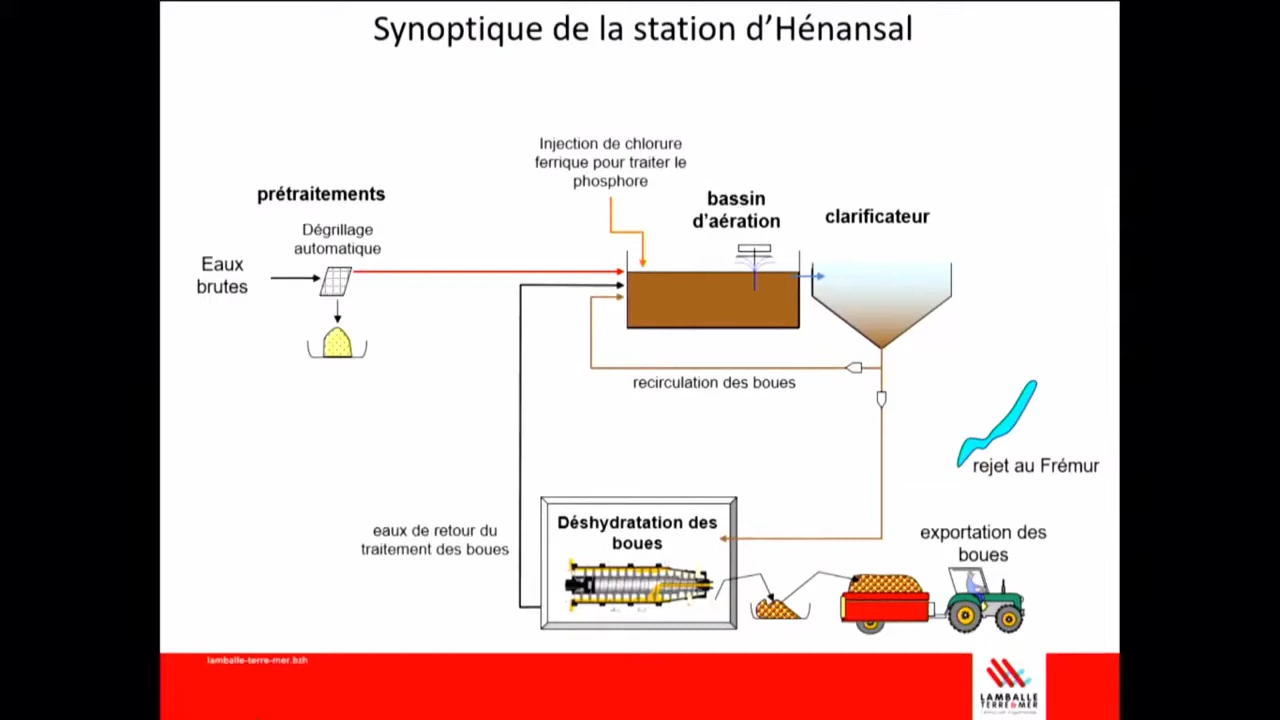 Synoptique de la station d'Hénansal
Injection de chlorure
ferrique pour traiter le
phosphore
prétraitements
bassin
d'aération
clarificateur
Dégrillage
automatique
Eaux
brutes
recirculation des boues
rejet au Frémur
eaux de retour du
traitement des boues
Déshydratation des
boues
exportation des
boues
lamballe-terre-mer.bzh
LAMBALLE
TERRE&MER